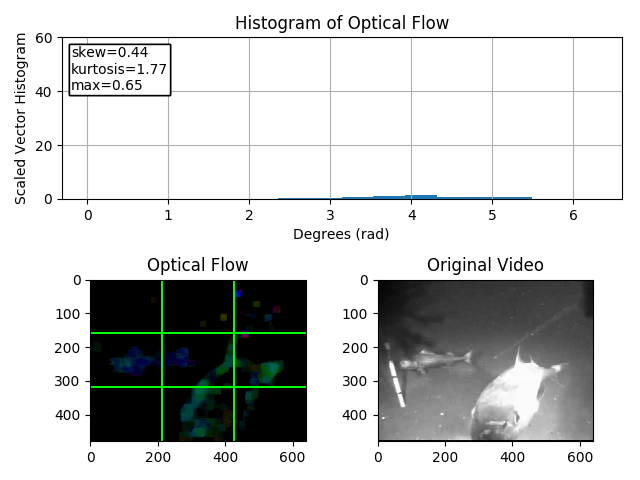 Histogram of Optical Flow
Scaled Vector Histogram
60
40
20
0
skew=0.44
kurtosis=1.77
max=0.65
0 1 2 3 4 5 6
Degrees (rad)
Optical Flow
0
100
200
300
400
0 200 400 600
Original Video
0
100
200
300
400
0 200 400 600